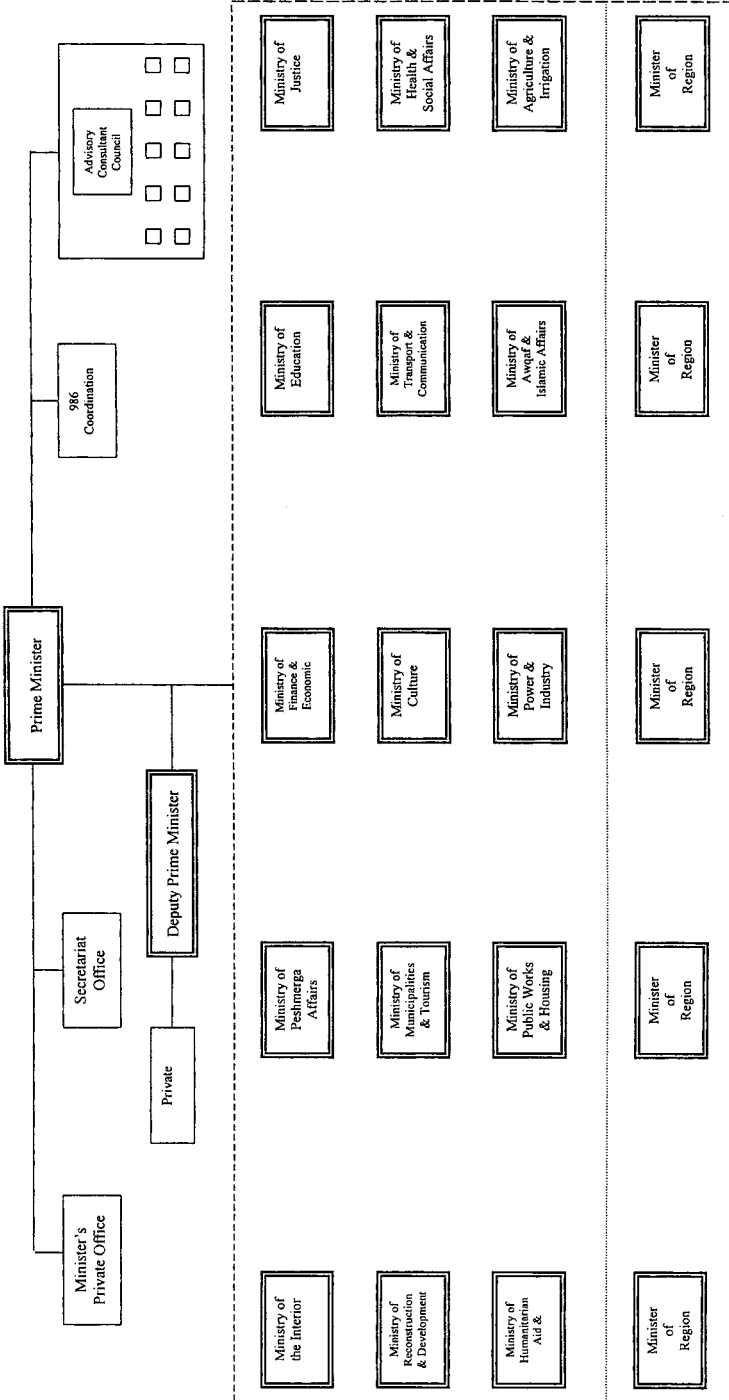 Prime Minister
Minister's
Private Office
Secretariat
Office
986
Coordination
Advisory
Consultant
Council
Private
Deputy Prime Minister
Ministry of
the Interior
Ministry of
Peshmerga
Affairs
Ministry of
Finance &
Economic
Ministry of
Education
Ministry of
Justice
Ministry of
Reconstruction
& Development
Ministry of
Municipalities
& Tourism
Ministry of
Culture
Ministry of
Transport &
Communication
Ministry of
Health &
Social Affairs
Ministry of
Humanitarian
Aid &
Ministry of
Public Works
& Housing
Ministry of
Power &
Industry
Ministry of
Awqaf &
Islamic Affairs
Ministry of
Agriculture &
Irrigation
Minister
of
Region
Minister
of
Region
Minister
of
Region
Minister
of
Region
Minister
of
Region